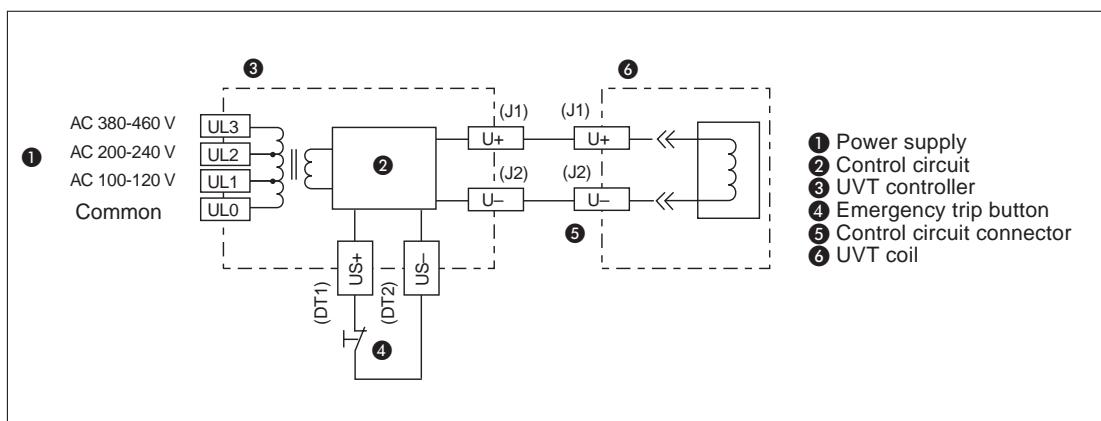 ❸
❻
AC 380-460 V
UL3
(J1)
(J1)
U+
U+
❶ Power supply
❶
AC 200-240 V
UL2
❷
❷ Control circuit
AC 100-120 V
UL1
(J2)
(J2)
❸ UVT controller
Common
UL0
U–
U–
❹ Emergency trip button
❺
❺ Control circuit connector
❻ UVT coil
US+
US–
(DT1)
(DT2)
❹